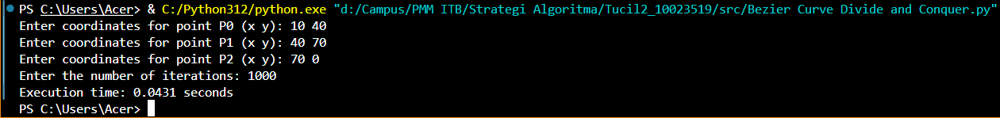 PS C:\Users\Acer> & C:/Python312/python.exe "d:/Campus/PMM ITB/Strategi Algoritma/Tucil2_10023519/src/Bezier Curve Divide and Conquer.py"
Enter coordinates for point P0 (x y): 10 40
Enter coordinates for point P1 (x y): 40 70
Enter coordinates for point P2 (x y): 70 0
Enter the number of iterations: 1000
Execution time: 0.0431 seconds
PS C:\Users\Acer>